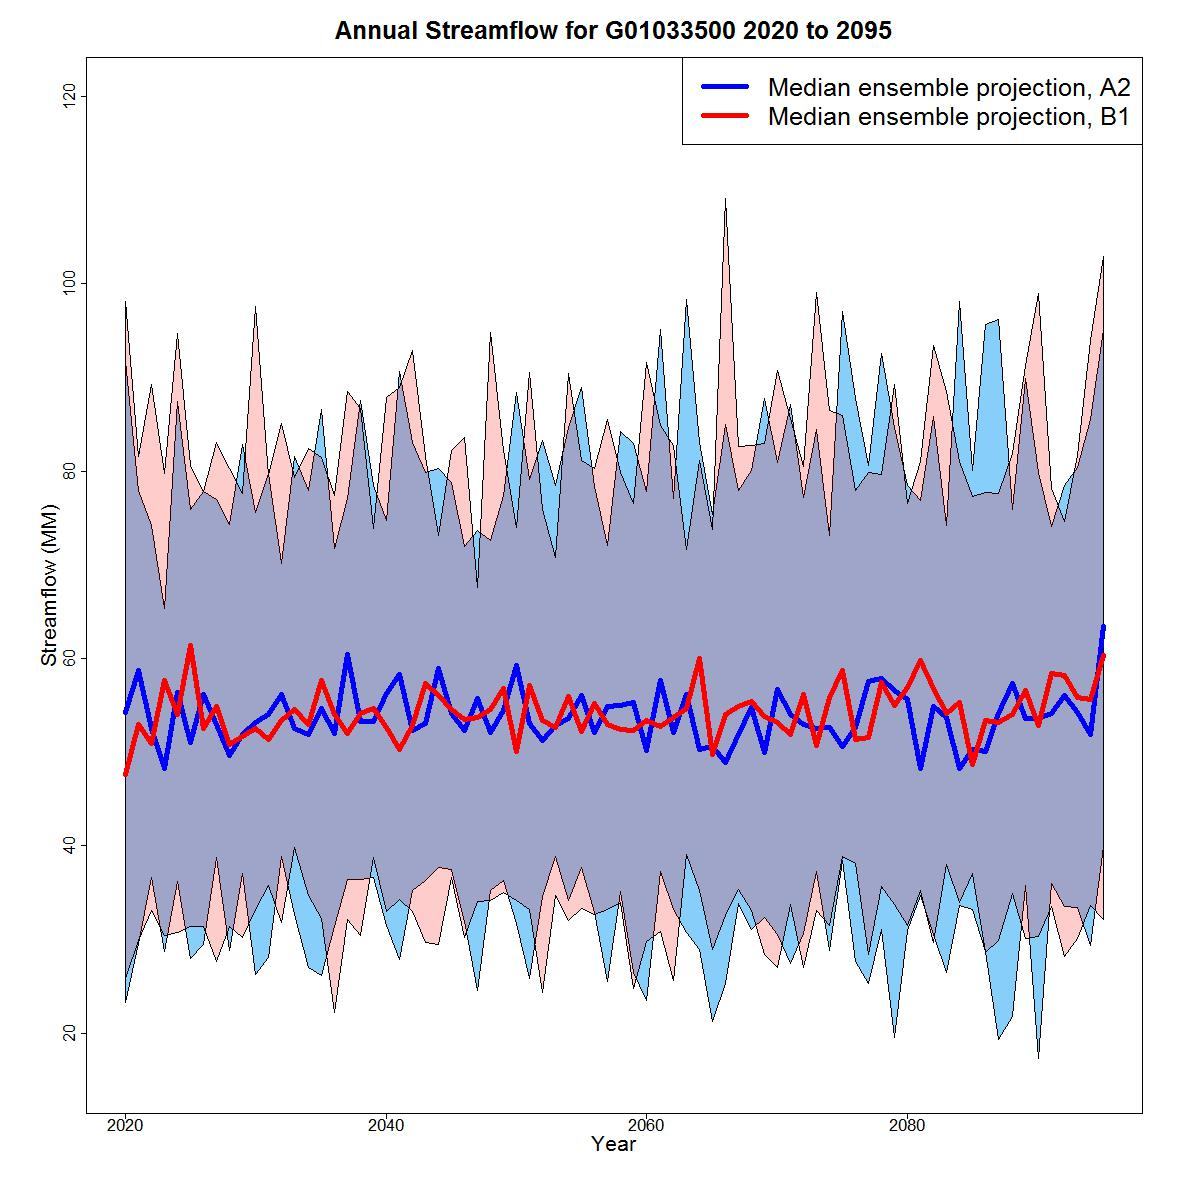 Annual Streamflow for G01033500 2020 to 2095
Median ensemble projection, A2
Median ensemble projection, B1
120
100
80
60
40
20
Streamflow (MM)
2020 2040 2060 2080
Year